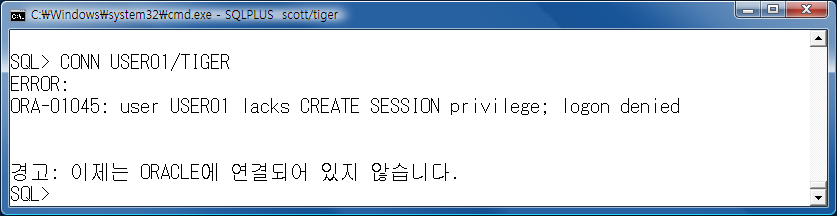 C:\Windows\system32\cmd.exe - SQLPLUS scott/tiger
SQL> CONN USER01/TIGER
ERROR:
ORA-01045: user USER01 lacks CREATE SESSION privilege; logon denied
경고: 이제는 ORACLE에 연결되어 있지 않습니다.
SQL>